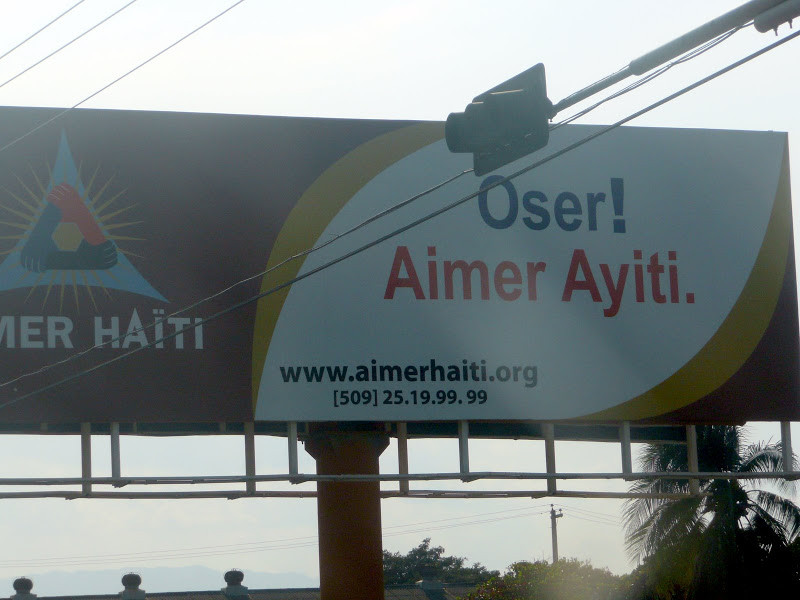 MER HAÏTI
Oser!
Aimer Ayiti.
www.aimerhaiti.org
[509] 25.19.99. 99